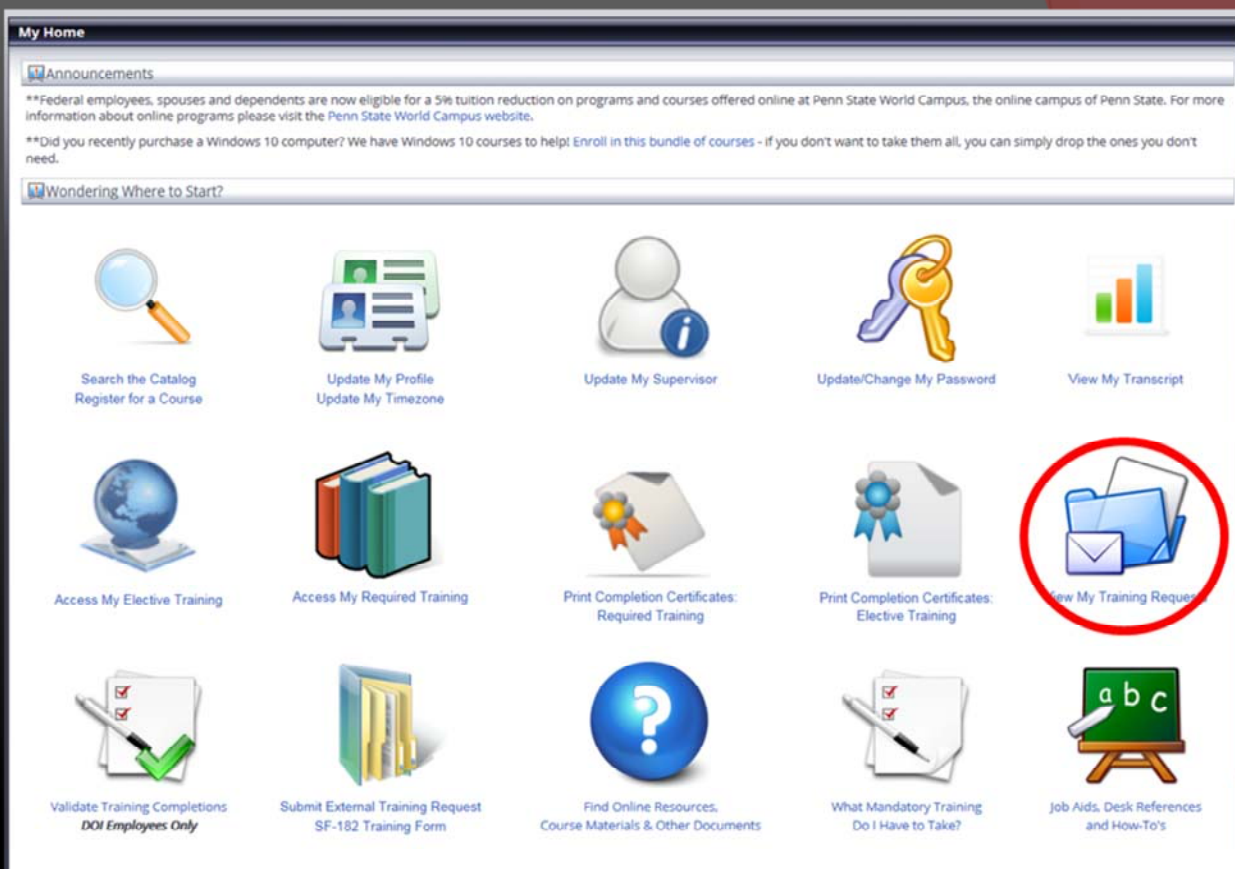 My Home
Announcements
**Federal employees, spouses and dependents are now eligible for a 5% tuition reduction on programs and courses offered online at Penn State World Campus, the online campus of Penn State. For more
information about online programs please visit the Penn State World Campus website.
**Did you recently purchase a Windows 10 computer? We have Windows 10 courses to help! Enroll in this bundle of courses - if you don't want to take them all, you can simply drop the ones you don't
need.
Wondering Where to Start?
Search the Catalog
Register for a Course
Update My Profile
Update My Timezone
Update My Supervisor
Update/Change My Password
View My Transcript
Access My Elective Training
Access My Required Training
Print Completion Certificates:
Required Training
Print Completion Certificates:
Elective Training
View My Training Requests
Validate Training Completions
DOI Employees Only
Submit External Training Request
SF-182 Training Form
Find Online Resources,
Course Materials & Other Documents
What Mandatory Training
Do I Have to Take?
a b c
Job Aids, Desk References
and How-To's